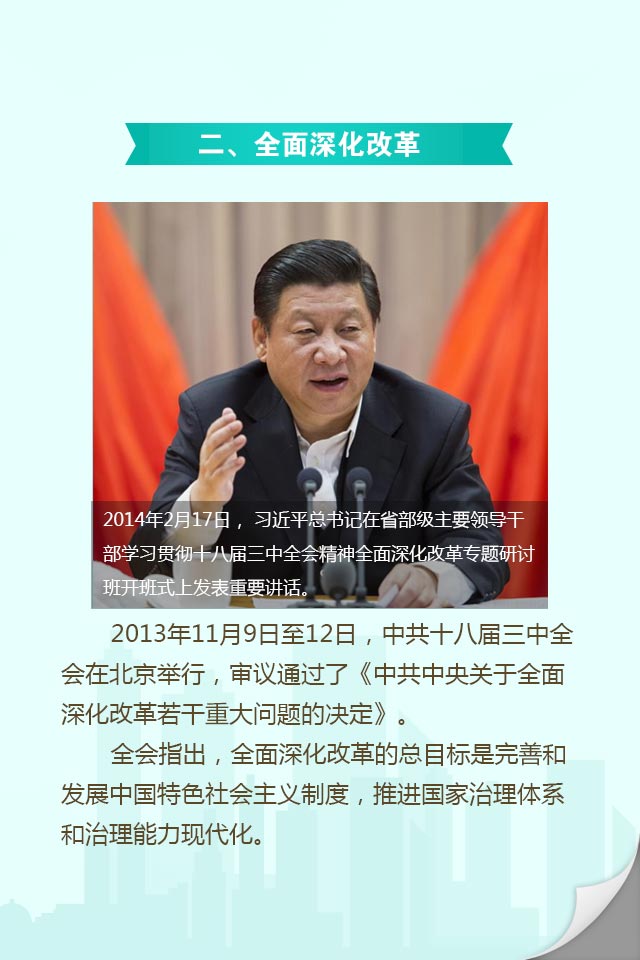 二、全面深化改革
2014年2月17日，习近平总书记在省部级主要领导干
部学习贯彻十八届三中全会精神全面深化改革专题研讨
班开班式上发表重要讲话。
2013年11月9日至12日，中共十八届三中全
会在北京举行，审议通过了《中共中央关于全面
深化改革若干重大问题的决定》。
全会指出，全面深化改革的总目标是完善和
发展中国特色社会主义制度，推进国家治理体系
和治理能力现代化。